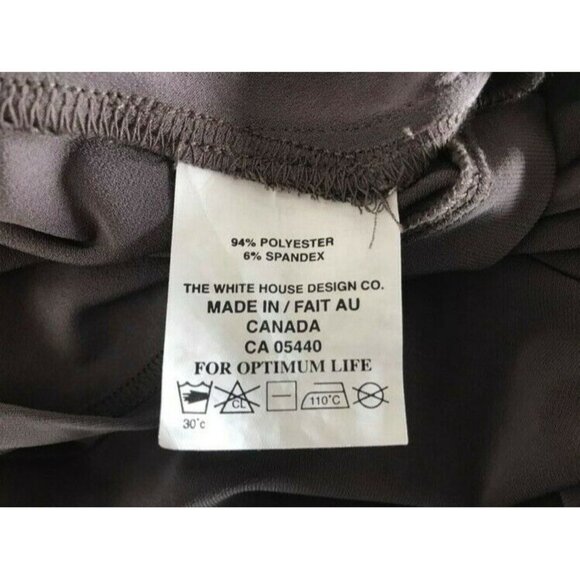 94% POLYESTER
6% SPANDEX
THE WHITE HOUSE DESIGN CO.
MADE IN / FAIT AU
CANADA
CA 05440
FOR OPTIMUM LIFE
CL 110°C
30°c